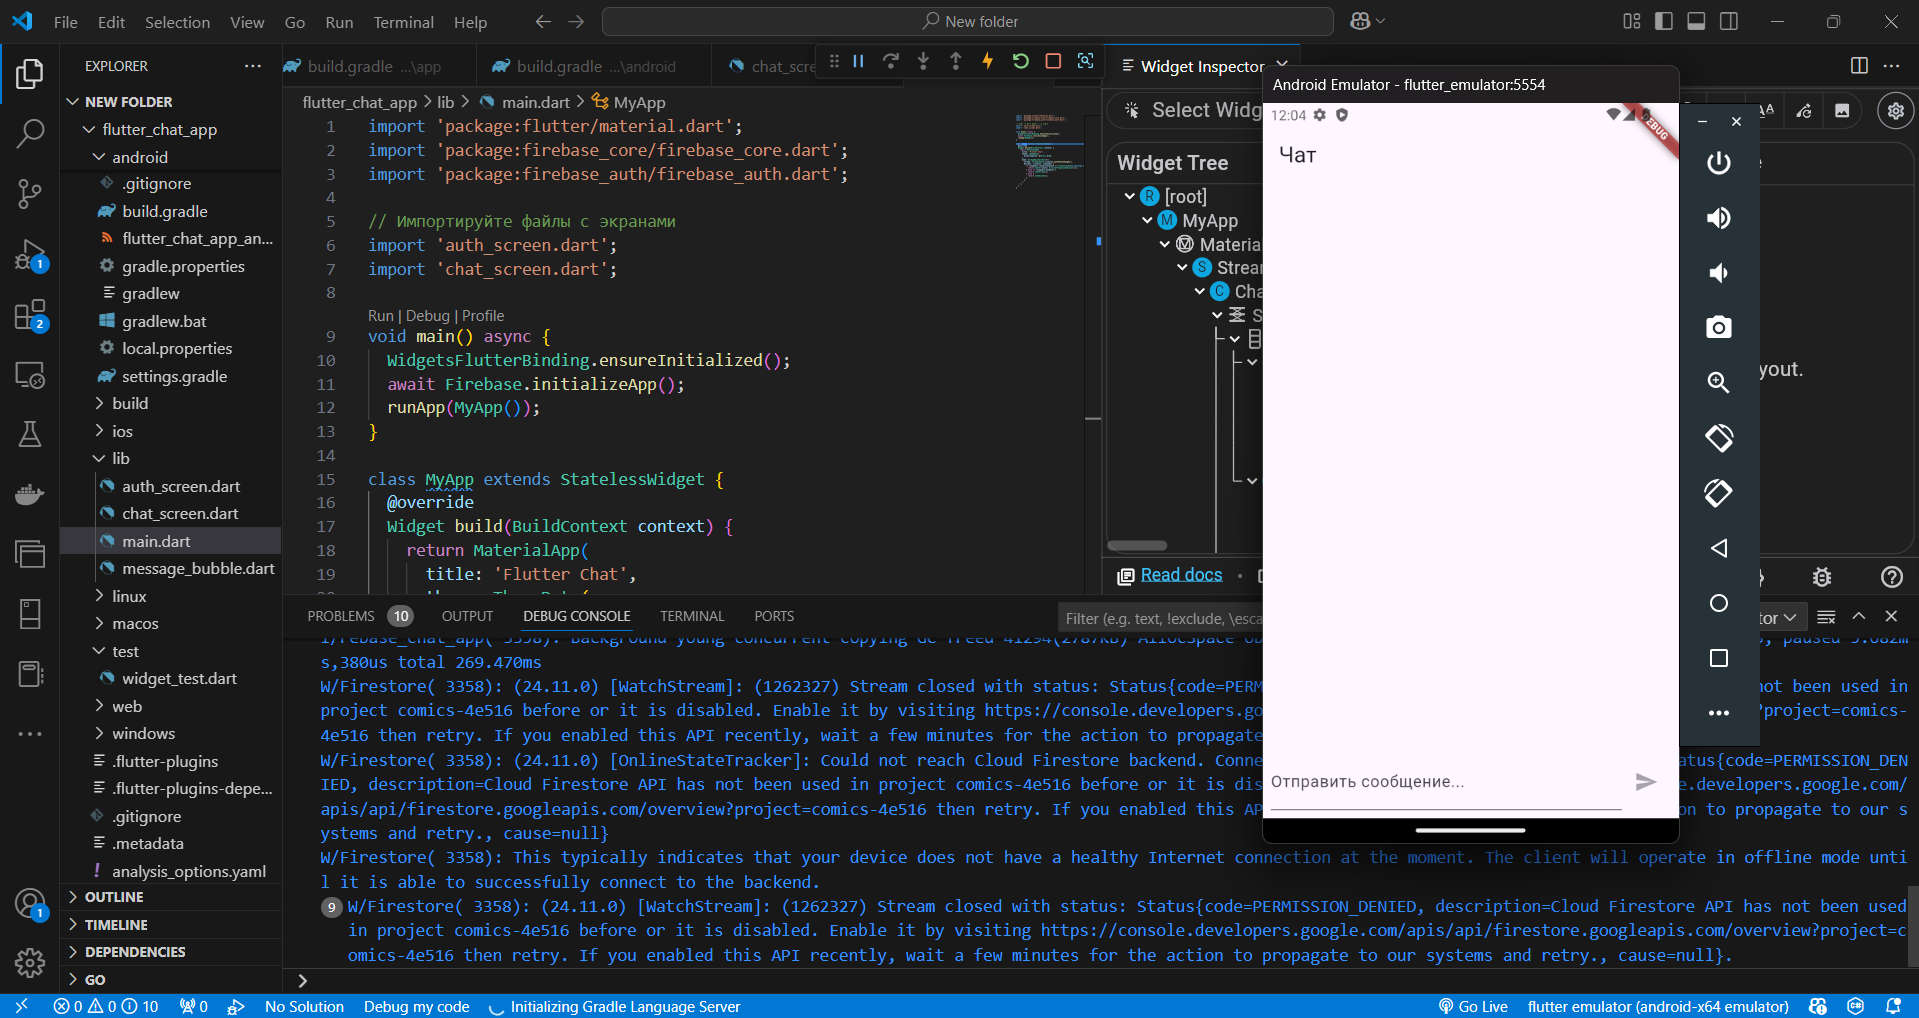 File Edit Selection View Go Run Terminal Help
New folder
EXPLORER
NEW FOLDER
flutter_chat_app
android
.gitignore
build.gradle
flutter_chat_app_an...
gradle.properties
gradlew
gradlew.bat
local.properties
settings.gradle
build
ios
lib
auth_screen.dart
chat_screen.dart
main.dart
message_bubble.dart
linux
macos
test
widget_test.dart
web
windows
.flutter-plugins
.flutter-plugins-depe...
.gitignore
.metadata
analysis_options.yaml
OUTLINE
TIMELINE
DEPENDENCIES
GO
build.gradle ...\app
build.gradle ...\android
chat_scre
flutter_chat_app > lib > main.dart > MyApp
1 import 'package:flutter/material.dart';
2 import 'package:firebase_core/firebase_core.dart';
3 import 'package:firebase_auth/firebase_auth.dart';
4
5 // Импортируйте файлы с экранами
6 import 'auth_screen.dart';
7 import 'chat_screen.dart';
8
Run | Debug | Profile
9 void main() async {
10 WidgetsFlutterBinding.ensureInitialized();
11 await Firebase.initializeApp();
12 runApp(MyApp());
13 }
14
15 class MyApp extends StatelessWidget {
16 @override
17 Widget build(BuildContext context) {
18 return MaterialApp(
19 title: 'Flutter Chat',
Widget Inspector
Select Widg
Widget Tree
[root]
MyApp
Materia
Strea
Cha
S
yout.
Read docs
Android Emulator - flutter_emulator:5554
12:04
DEBUG
Чат
Отправить сообщение...
PROBLEMS 10 OUTPUT DEBUG CONSOLE TERMINAL PORTS
Filter (e.g. text, !exclude, \esca
tor
s,380us total 269.470ms
W/Firestore( 3358): (24.11.0) [WatchStream]: (1262327) Stream closed with status: Status{code=PERM not been used in
project comics-4e516 before or it is disabled. Enable it by visiting https://console.developers.go ?project=comics-
4e516 then retry. If you enabled this API recently, wait a few minutes for the action to propagate
W/Firestore( 3358): (24.11.0) [OnlineStateTracker]: Could not reach Cloud Firestore backend. Conne atus{code=PERMISSION_DEN
IED, description=Cloud Firestore API has not been used in project comics-4e516 before or it is dis e.developers.google.com/
apis/api/firestore.googleapis.com/overview?project=comics-4e516 then retry. If you enabled this AP on to propagate to our s
ystems and retry., cause=null}
W/Firestore( 3358): This typically indicates that your device does not have a healthy Internet connection at the moment. The client will operate in offline mode unti
l it is able to successfully connect to the backend.
9 W/Firestore( 3358): (24.11.0) [WatchStream]: (1262327) Stream closed with status: Status{code=PERMISSION_DENIED, description=Cloud Firestore API has not been used
in project comics-4e516 before or it is disabled. Enable it by visiting https://console.developers.google.com/apis/api/firestore.googleapis.com/overview?project=c
omics-4e516 then retry. If you enabled this API recently, wait a few minutes for the action to propagate to our systems and retry., cause=null}.
0 0 10 0 No Solution Debug my code Initializing Gradle Language Server Go Live flutter emulator (android-x64 emulator)